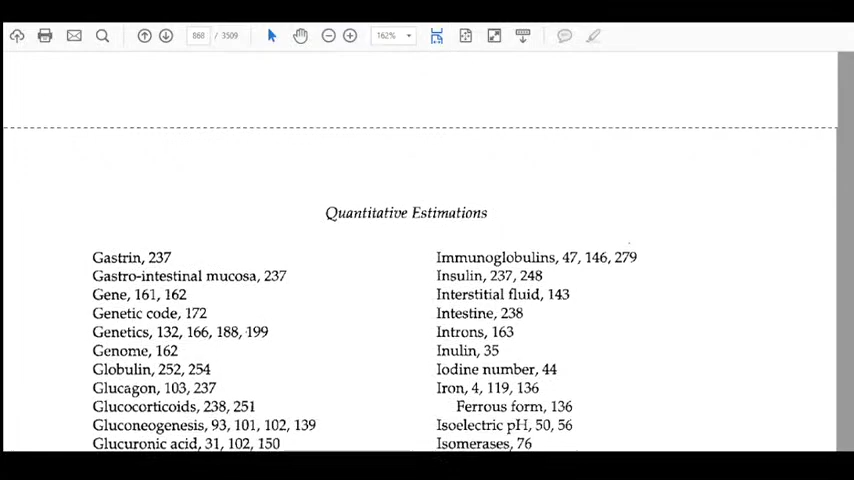 868 / 3509
162%
Quantitative Estimations
Gastrin, 237
Gastro-intestinal mucosa, 237
Gene, 161, 162
Genetic code, 172
Genetics, 132, 166, 188, 199
Genome, 162
Globulin, 252, 254
Glucagon, 103, 237
Glucocorticoids, 238, 251
Gluconeogenesis, 93, 101, 102, 139
Glucuronic acid, 31, 102, 150
Immunoglobulins, 47, 146, 279
Insulin, 237, 248
Interstitial fluid, 143
Intestine, 238
Introns, 163
Inulin, 35
Iodine number, 44
Iron, 4, 119, 136
Ferrous form, 136
Isoelectric pH, 50, 56
Isomerases, 76